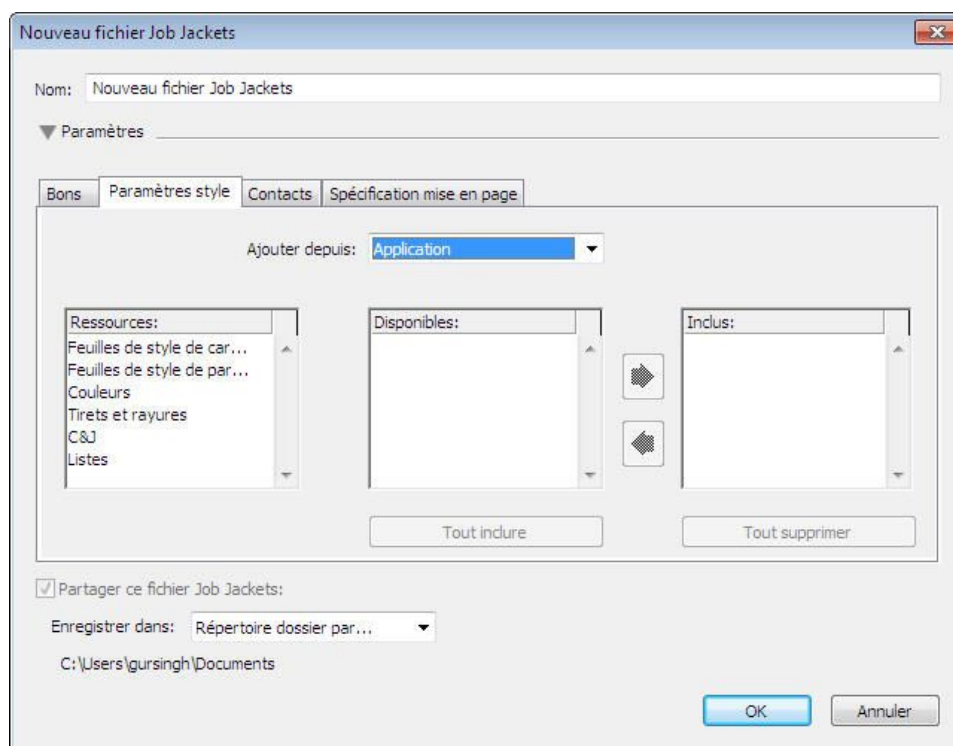 Nouveau fichier Job Jackets
Nom: Nouveau fichier Job Jackets
Paramètres
Bons Paramètres style Contacts Spécification mise en page
Ajouter depuis: Application
Ressources: Disponibles: Inclus:
Feuilles de style de car...
Feuilles de style de par...
Couleurs
Tirets et rayures
C&J
Listes
Tout inclure Tout supprimer
Partager ce fichier Job Jackets:
Enregistrer dans: Répertoire dossier par...
C:\Users\gursingh\Documents
OK Annuler